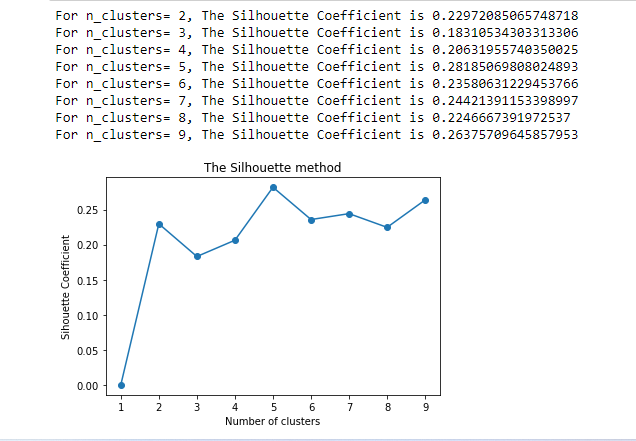 For n_clusters= 2, The Silhouette Coefficient is 0.22972085065748718
For n_clusters= 3, The Silhouette Coefficient is 0.18310534303313306
For n_clusters= 4, The Silhouette Coefficient is 0.20631955740350025
For n_clusters= 5, The Silhouette Coefficient is 0.28185069808024893
For n_clusters= 6, The Silhouette Coefficient is 0.23580631229453766
For n_clusters= 7, The Silhouette Coefficient is 0.24421391153398997
For n_clusters= 8, The Silhouette Coefficient is 0.2246667391972537
For n_clusters= 9, The Silhouette Coefficient is 0.26375709645857953
The Silhouette method
Sihouette Coefficient
0.25
0.20
0.15
0.10
0.05
0.00
1 2 3 4 5 6 7 8 9
Number of clusters